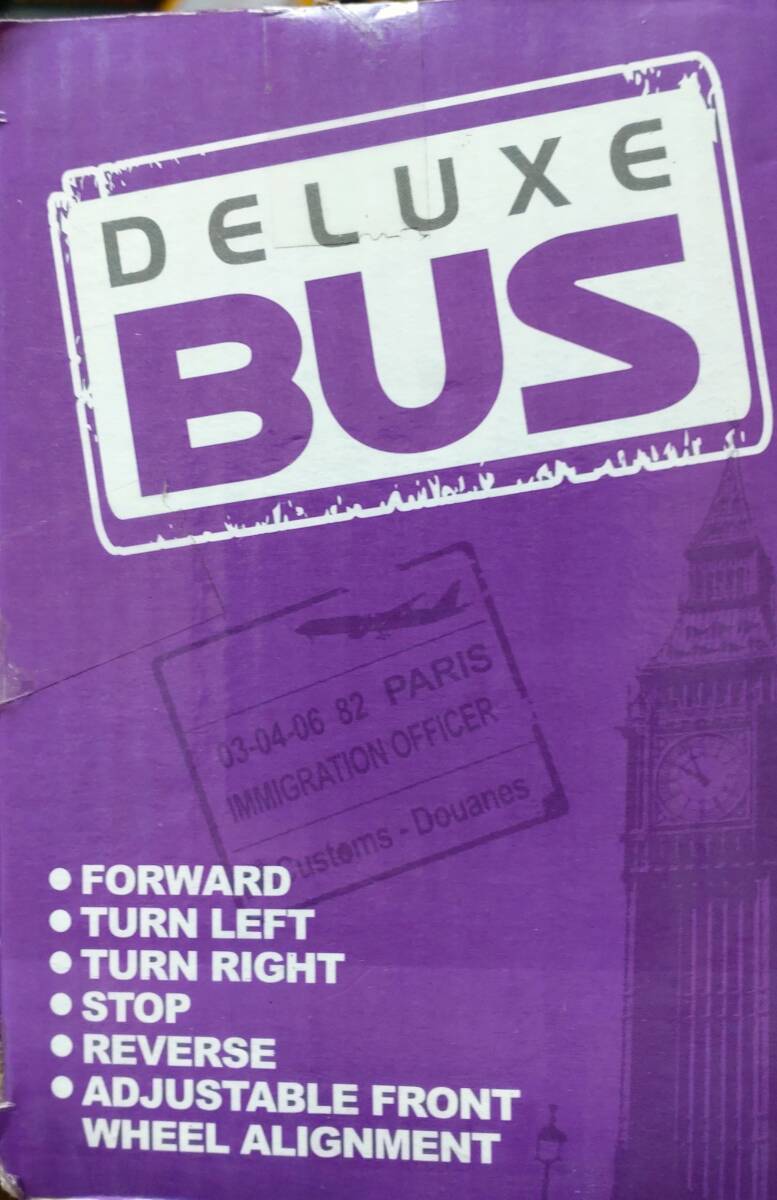 DELUXE
BUS
03-04-06 82 PARIS
IMMIGRATION OFFICER
Customs - Douanes
• FORWARD
• TURN LEFT
• TURN RIGHT
• STOP
• REVERSE
• ADJUSTABLE FRONT
WHEEL ALIGNMENT